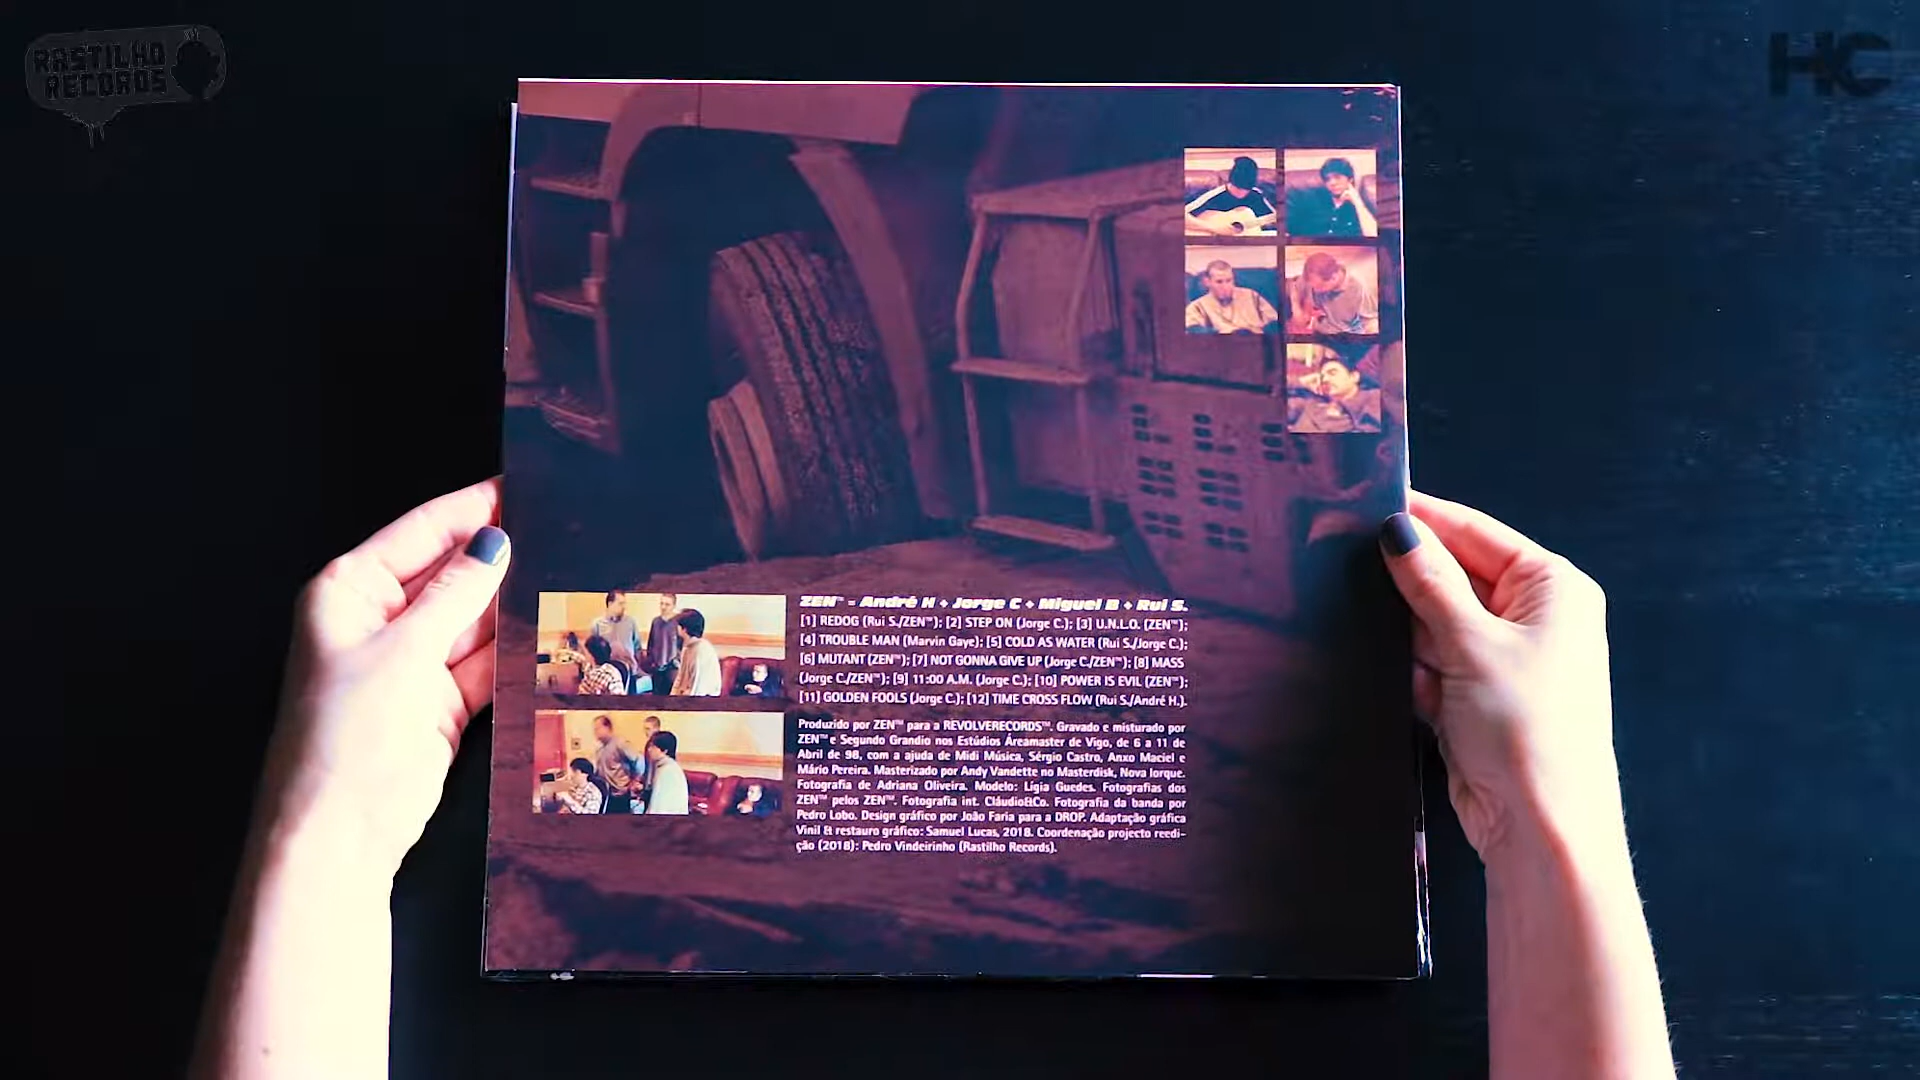 RASTILHO
RECORDS
HC
ZEN™ = André H + Jorge C + Miguel B + Rui S.
[1] REDOG (Rui S./ZEN™); [2] STEP ON (Jorge C.); [3] U.N.L.O. (ZEN™);
[4] TROUBLE MAN (Marvin Gaye); [5] COLD AS WATER (Rui S./Jorge C.);
[6] MUTANT (ZEN™); [7] NOT GONNA GIVE UP (Jorge C./ZEN™); [8] MASS
(Jorge C./ZEN™); [9] 11:00 A.M. (Jorge C.); [10] POWER IS EVIL (ZEN™);
[11] GOLDEN FOOLS (Jorge C.); [12] TIME CROSS FLOW (Rui S./André H.).
Produzido por ZEN™ para a REVOLVERECORDS™. Gravado e misturado por
ZEN™ e Segundo Grandio nos Estúdios Áreamaster de Vigo, de 6 a 11 de
Abril de 98, com a ajuda de Midi Música, Sérgio Castro, Anxo Maciel e
Mário Pereira. Masterizado por Andy Vandette no Masterdisk, Nova Iorque.
Fotografia de Adriana Oliveira. Modelo: Lígia Guedes. Fotografias dos
ZEN™ pelos ZEN™. Fotografia int. Cláudio&Co. Fotografia da banda por
Pedro Lobo. Design gráfico por João Faria para a DROP. Adaptação gráfica
Vinil & restauro gráfico: Samuel Lucas, 2018. Coordenação projecto reedi-
ção (2018): Pedro Vindeirinho (Rastilho Records).